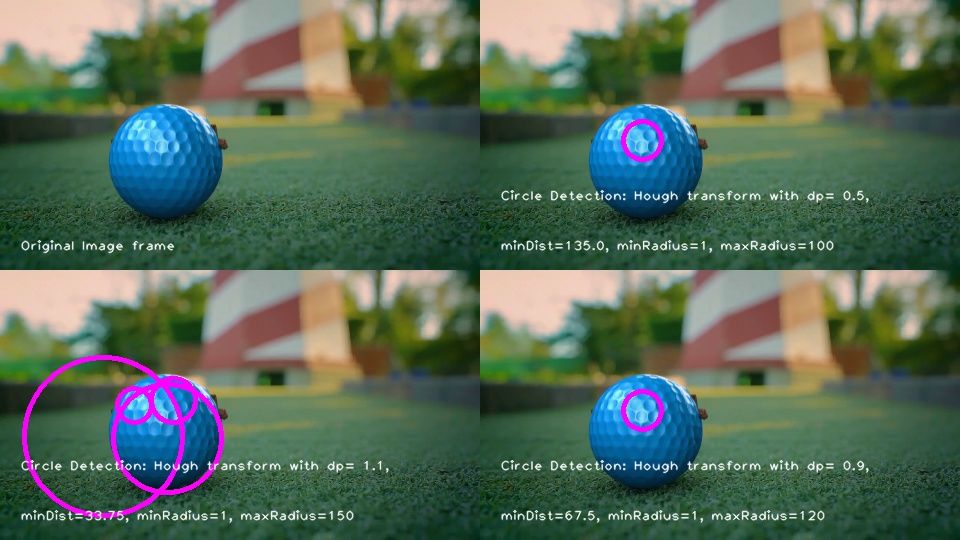 Original Image frame
Circle Detection: Hough transform with dp= 0.5,
minDist=135.0, minRadius=1, maxRadius=100
Circle Detection: Hough transform with dp= 1.1,
minDist=33.75, minRadius=1, maxRadius=150
Circle Detection: Hough transform with dp= 0.9,
minDist=67.5, minRadius=1, maxRadius=120